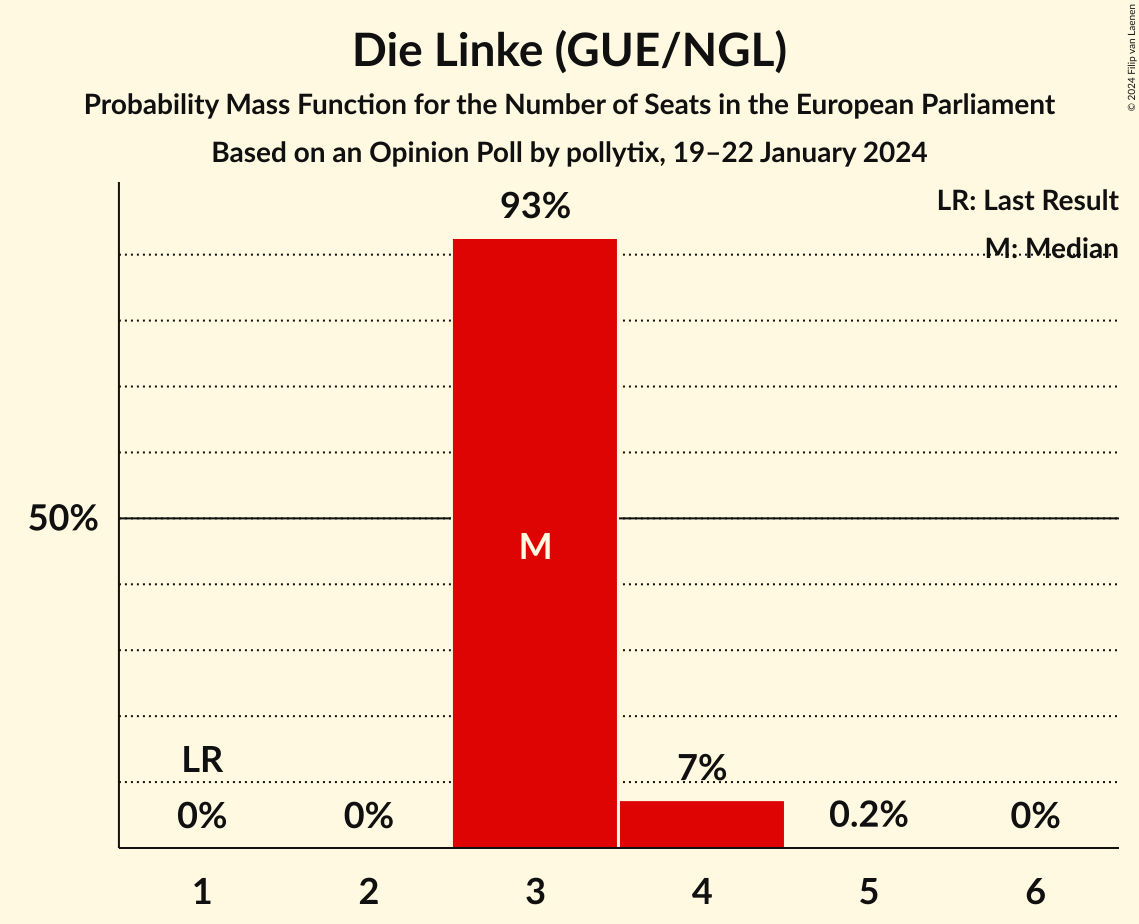 Die Linke (GUE/NGL)
Probability Mass Function for the Number of Seats in the European Parliament
Based on an Opinion Poll by pollytix, 19–22 January 2024
© 2024 Filip van Laenen
LR: Last Result
M: Median
93%
50%
M
LR
7%
0%
0%
0.2%
0%
1
2
3
4
5
6